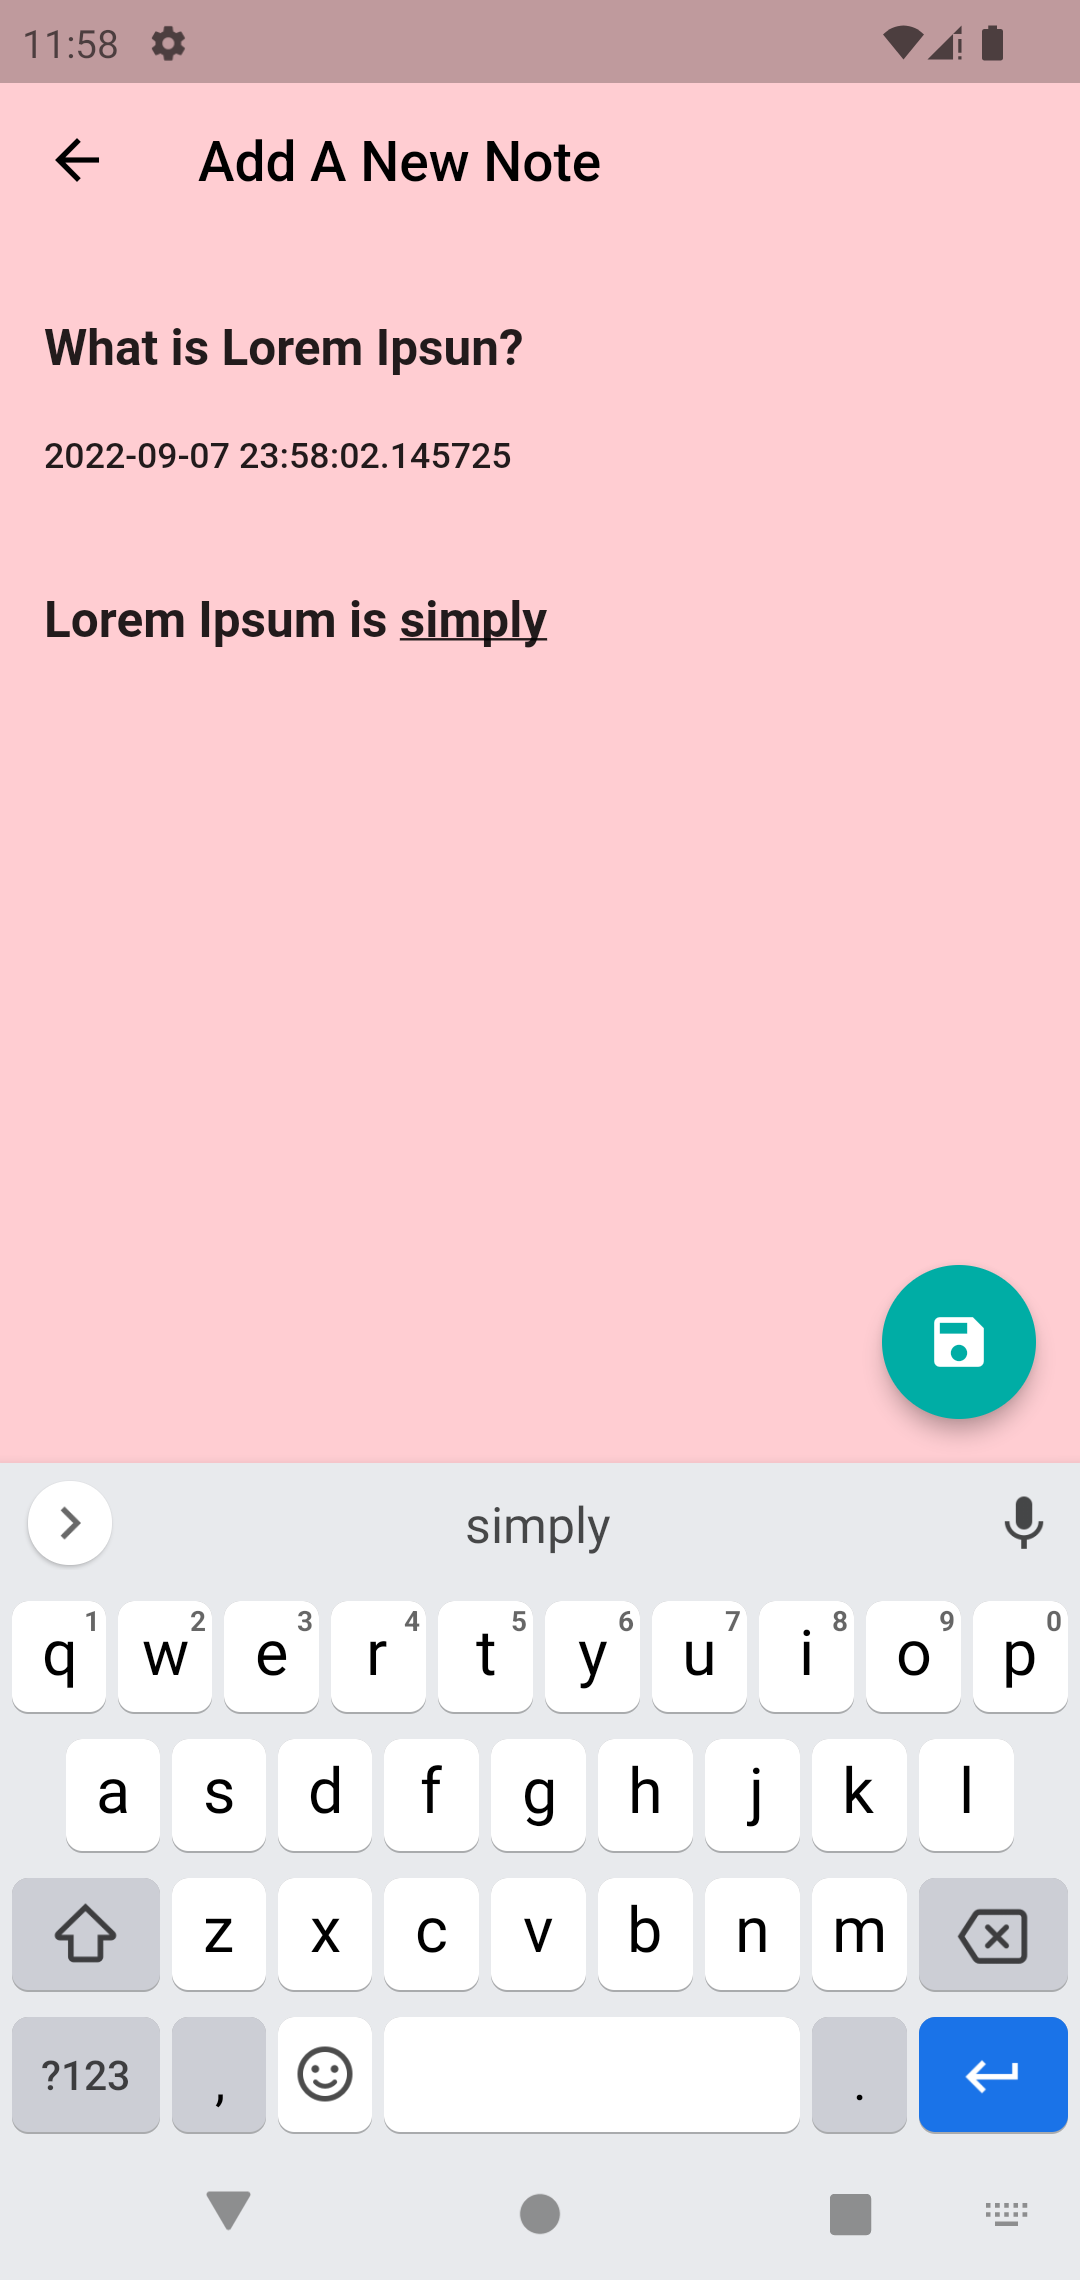 11:58
Add A New Note
What is Lorem Ipsun?
2022-09-07 23:58:02.145725
Lorem Ipsum is simply
simply
q 1 w 2 e 3 r 4 t 5 y 6 u 7 i 8 o 9 p 0
a s d f g h j k l
z x c v b n m
?123 , .